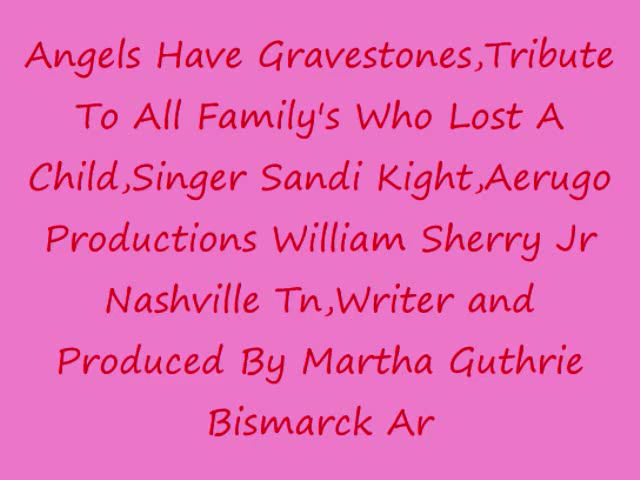 Angels Have Gravestones,Tribute
To All Family's Who Lost A
Child,Singer Sandi Kight,Aerugo
Productions William Sherry Jr
Nashville Tn,Writer and
Produced By Martha Guthrie
Bismarck Ar